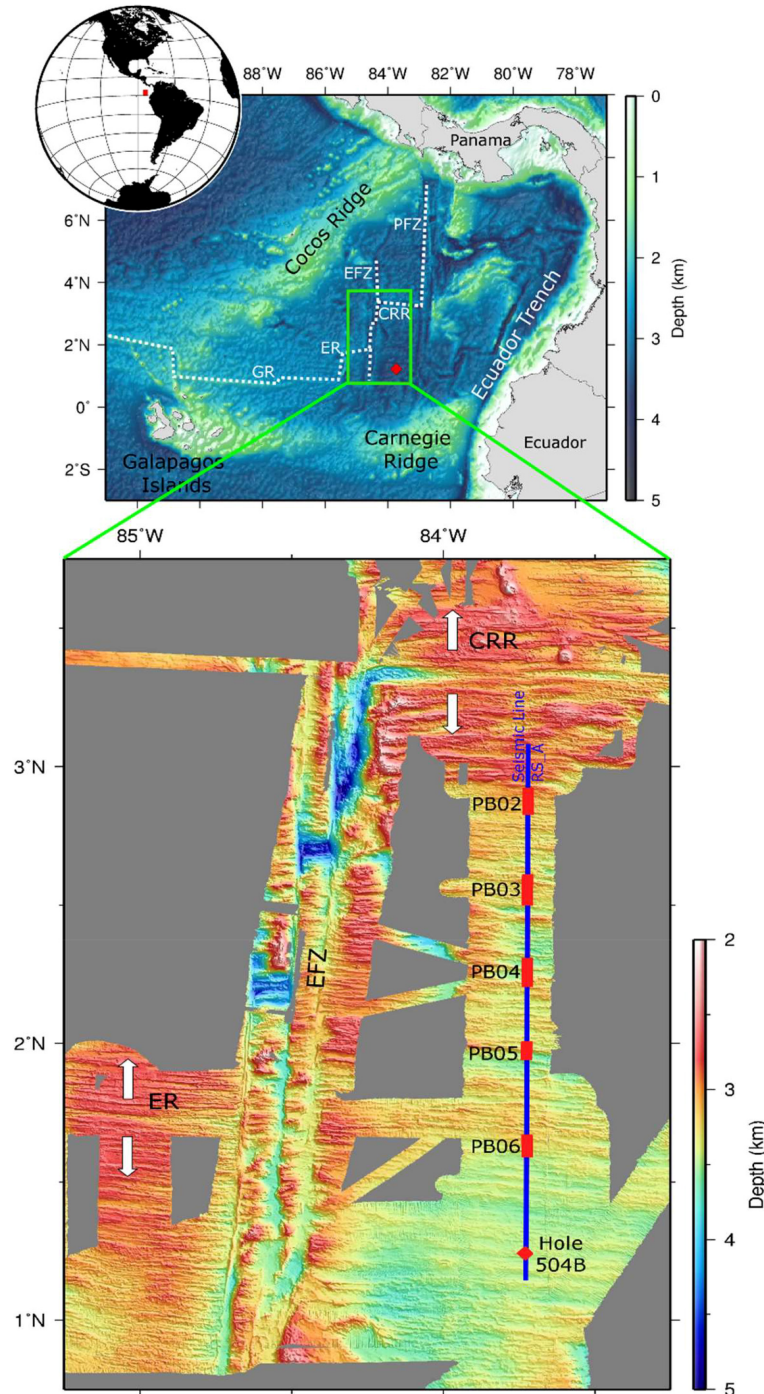 88°W 86°W 84°W 82°W 80°W 78°W
Panama
0
1
2
3
4
5
Depth (km)
6°N
4°N
2°N
0°
2°S
Cocos Ridge
PFZ
EFZ
CRR
ER
GR
Ecuador Trench
Carnegie
Ridge
Ecuador
Galapagos
Islands
85°W 84°W
CRR
Seismic Line
RS_A
3°N
PB02
PB03
EFZ
PB04
2°N
PB05
ER
PB06
Hole
504B
1°N
2
3
4
5
Depth (km)